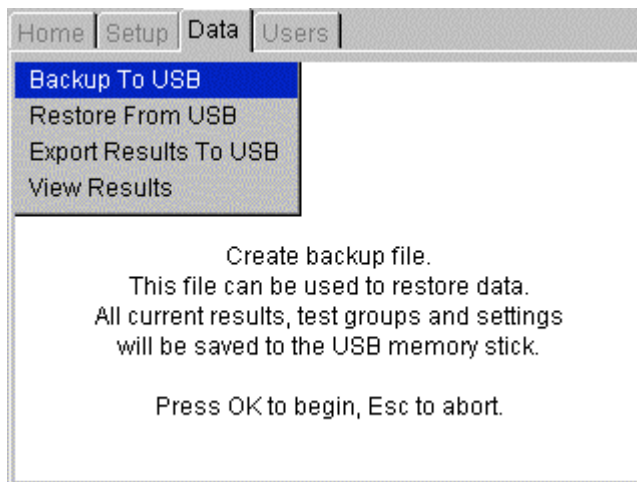 Home Setup Data Users
Backup To USB
Restore From USB
Export Results To USB
View Results
Create backup file.
This file can be used to restore data.
All current results, test groups and settings
will be saved to the USB memory stick.
Press OK to begin, Esc to abort.